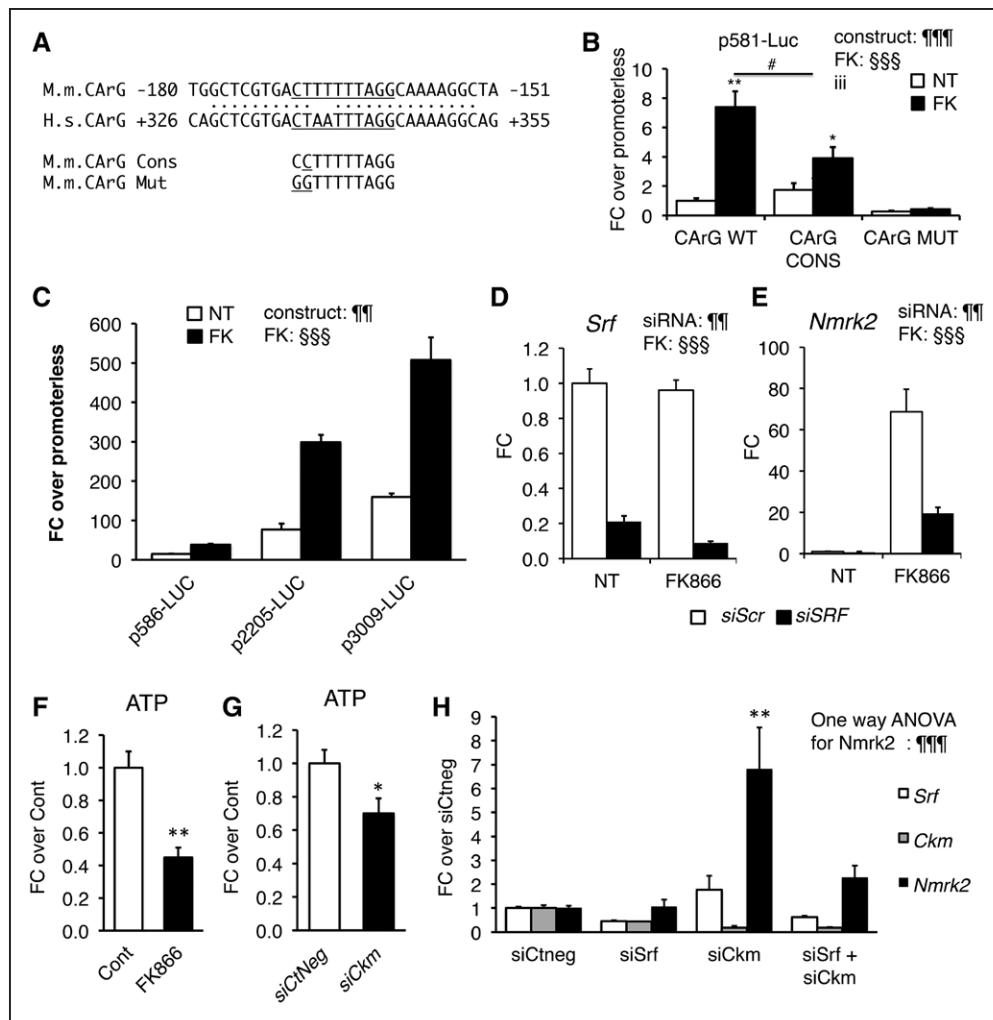 A
M.m.CArG -180 TGGCTCGTGACTTTTTTAGGCAAAAGGCTA -151
H.s.CArG +326 CAGCTCGTGACTAATTTAGGCAAAAGGCAG +355
M.m.CArG Cons CCTTTTTAGG
M.m.CArG Mut GGTTTTTAGG
B
p581-Luc
construct: ¶¶¶
FK: §§§
iii
NT
FK
#
**
*
FC over promoterless
10
8
6
4
2
0
CArG WT
CArG
CONS
CArG MUT
C
NT
FK
construct: ¶¶
FK: §§§
FC over promoterless
600
500
400
300
200
100
0
p586-LUC
p2205-LUC
p3009-LUC
D
Srf
siRNA: ¶¶
FK: §§§
FC
1.2
1.0
0.8
0.6
0.4
0.2
0.0
NT
FK866
E
Nmrk2
siRNA: ¶¶
FK: §§§
FC
100
80
60
40
20
0
NT
FK866
siScr
siSRF
F
ATP
FC over Cont
1.2
1.0
0.8
0.6
0.4
0.2
0.0
**
Cont
FK866
G
ATP
FC over Cont
1.2
1.0
0.8
0.6
0.4
0.2
0.0
*
siCtNeg
siCkm
H
FC over siCtneg
9
8
7
6
5
4
3
2
1
0
**
One way ANOVA
for Nmrk2 : ¶¶¶
Srf
Ckm
Nmrk2
siCtneg
siSrf
siCkm
siSrf +
siCkm